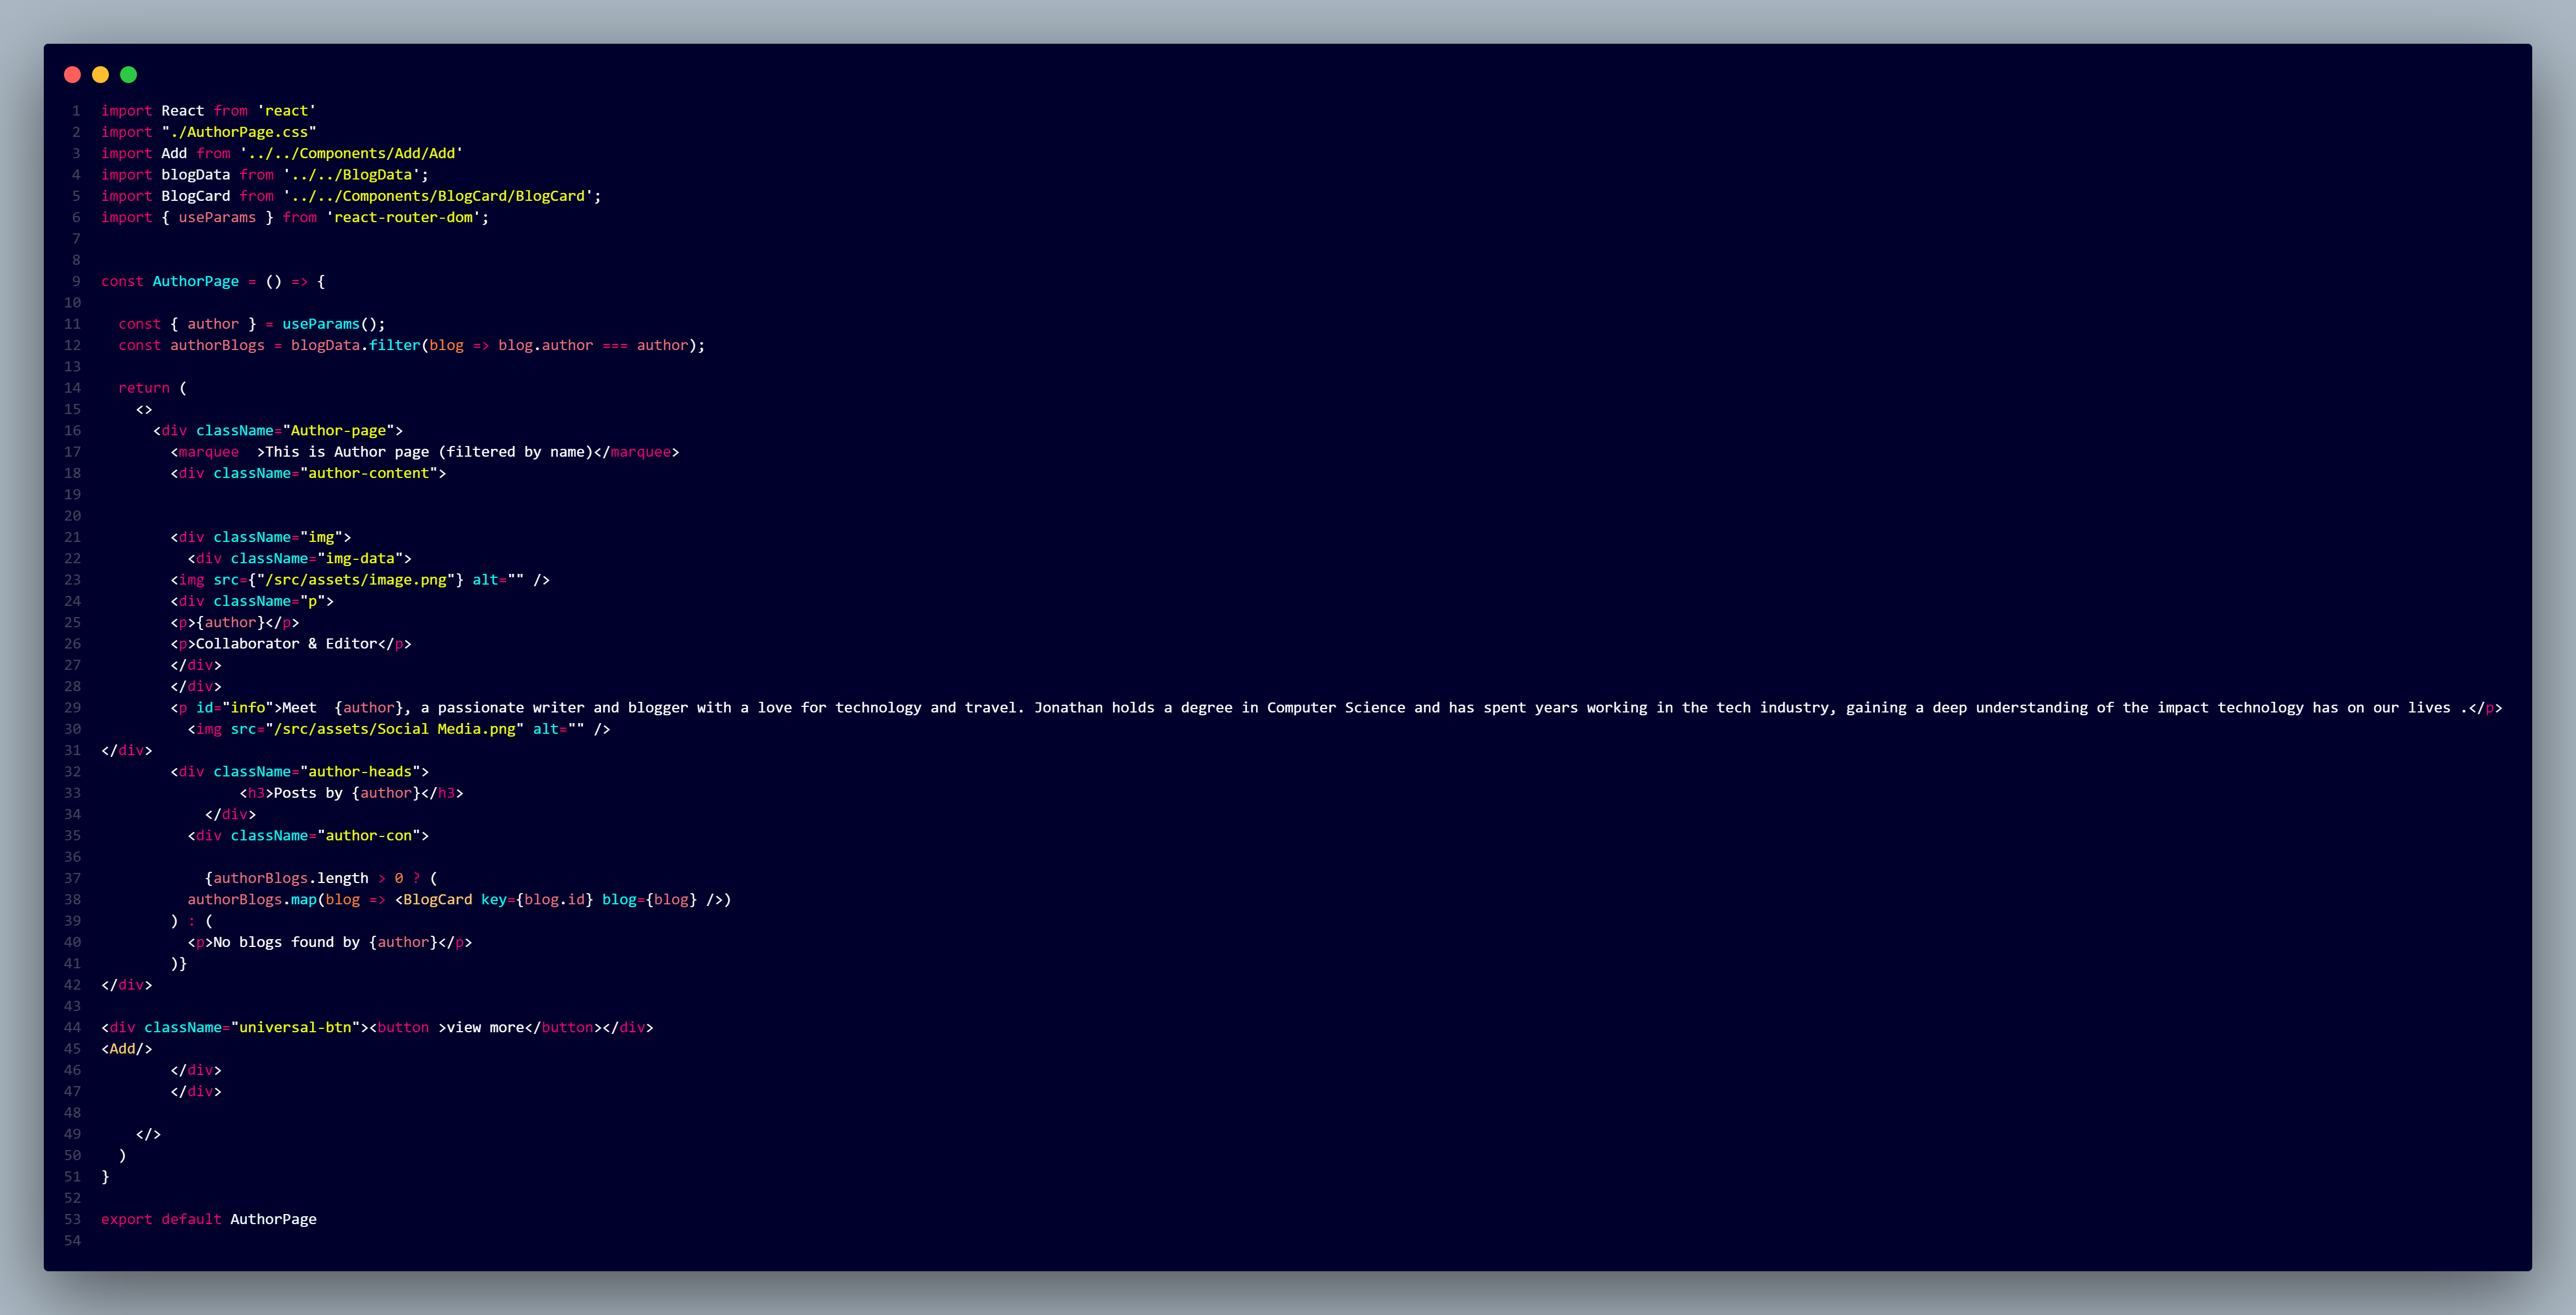 1 import React from 'react'
2 import "./AuthorPage.css"
3 import Add from '../../Components/Add/Add'
4 import blogData from '../../BlogData';
5 import BlogCard from '../../Components/BlogCard/BlogCard';
6 import { useParams } from 'react-router-dom';
7
8
9 const AuthorPage = () => {
10
11   const { author } = useParams();
12   const authorBlogs = blogData.filter(blog => blog.author === author);
13
14   return (
15     <>
16       <div className="Author-page">
17         <marquee  >This is Author page (filtered by name)</marquee>
18         <div className="author-content">
19
20
21         <div className="img">
22           <div className="img-data">
23         <img src={"/src/assets/image.png"} alt="" />
24         <div className="p">
25         <p>{author}</p>
26         <p>Collaborator & Editor</p>
27         </div>
28         </div>
29         <p id="info">Meet  {author}, a passionate writer and blogger with a love for technology and travel. Jonathan holds a degree in Computer Science and has spent years working in the tech industry, gaining a deep understanding of the impact technology has on our lives .</p>
30           <img src="/src/assets/Social Media.png" alt="" />
31 </div>
32         <div className="author-heads">
33                 <h3>Posts by {author}</h3>
34             </div>
35           <div className="author-con">
36
37             {authorBlogs.length > 0 ? (
38           authorBlogs.map(blog => <BlogCard key={blog.id} blog={blog} />)
39         ) : (
40           <p>No blogs found by {author}</p>
41         )}
42 </div>
43
44 <div className="universal-btn"><button >view more</button></div>
45 <Add/>
46         </div>
47         </div>
48
49     </>
50   )
51 }
52
53 export default AuthorPage
54